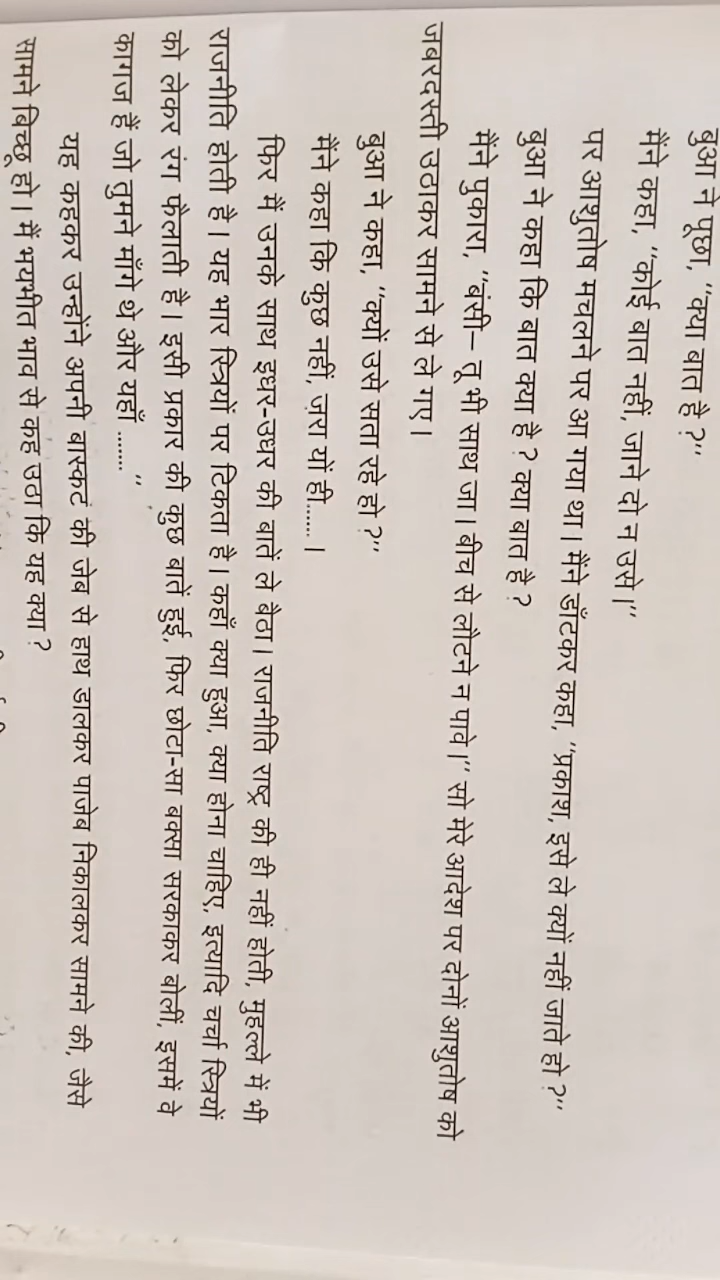 बुआ ने पूछा, “क्या बात है ?”
मैंने कहा, “कोई बात नहीं, जाने दो न उसे।”
पर आशुतोष मचलने पर आ गया था। मैंने डाँटकर कहा, “प्रकाश, इसे ले क्यों नहीं जाते हो ?”
बुआ ने कहा कि बात क्या है ? क्या बात है ?
मैंने पुकारा, “बंसी– तू भी साथ जा। बीच से लौटने न पावे।” सो मेरे आदेश पर दोनों आशुतोष को
जबरदस्ती उठाकर सामने से ले गए।
बुआ ने कहा, “क्यों उसे सता रहे हो ?”
मैंने कहा कि कुछ नहीं, ज़रा यों ही......।
फिर मैं उनके साथ इधर-उधर की बातें ले बैठा। राजनीति राष्ट्र की ही नहीं होती, मुहल्ले में भी
राजनीति होती है। यह भार स्त्रियों पर टिकता है। कहाँ क्या हुआ, क्या होना चाहिए, इत्यादि चर्चा स्त्रियों
को लेकर रंग फैलाती है। इसी प्रकार की कुछ बातें हुईं, फिर छोटा-सा बक्सा सरकाकर बोलीं, इसमें वे
कागज हैं जो तुमने माँगे थे और यहाँ ........ “
यह कहकर उन्होंने अपनी बास्कट की जेब से हाथ डालकर पाजेब निकालकर सामने की, जैसे
सामने बिच्छू हो। मैं भयभीत भाव से कह उठा कि यह क्या ?